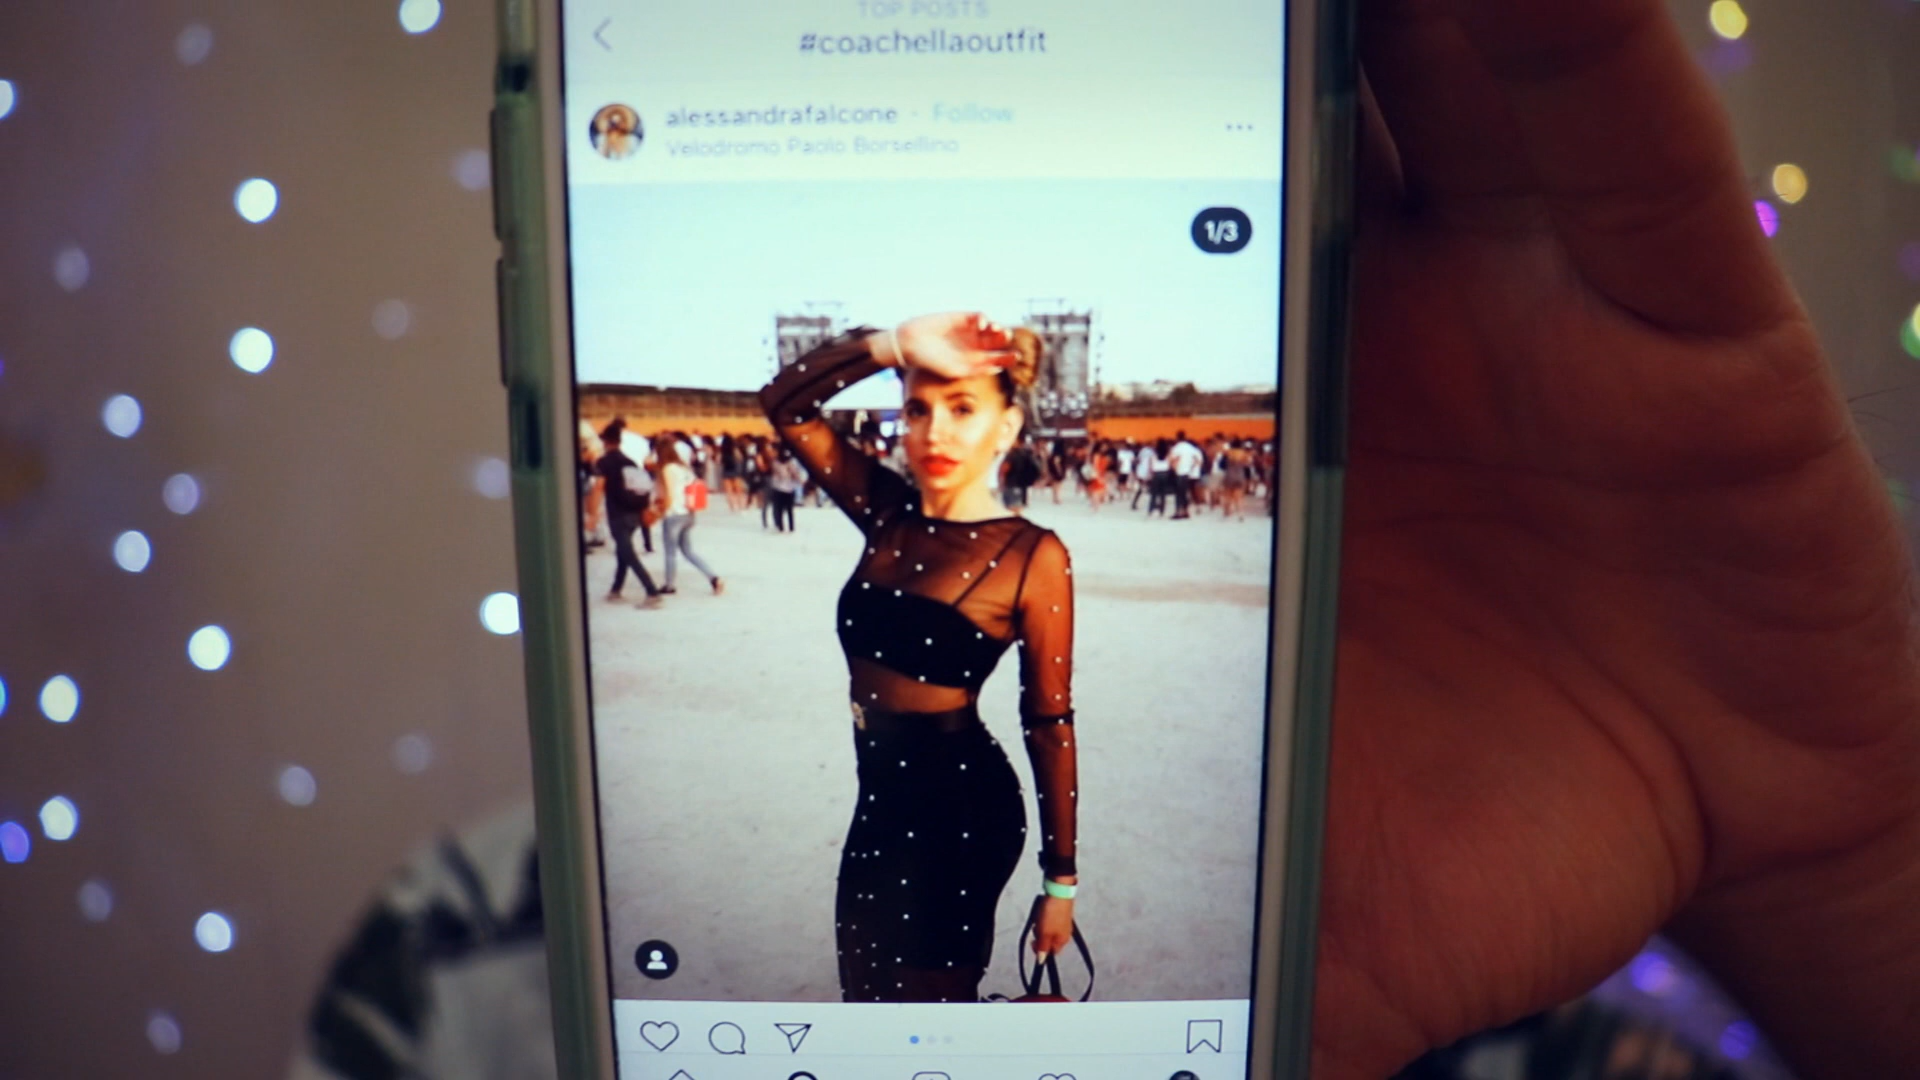 TOP POSTS
#coachellaoutfit
alessandrafalcone · Follow
Velodromo Paolo Borsellino
1/3